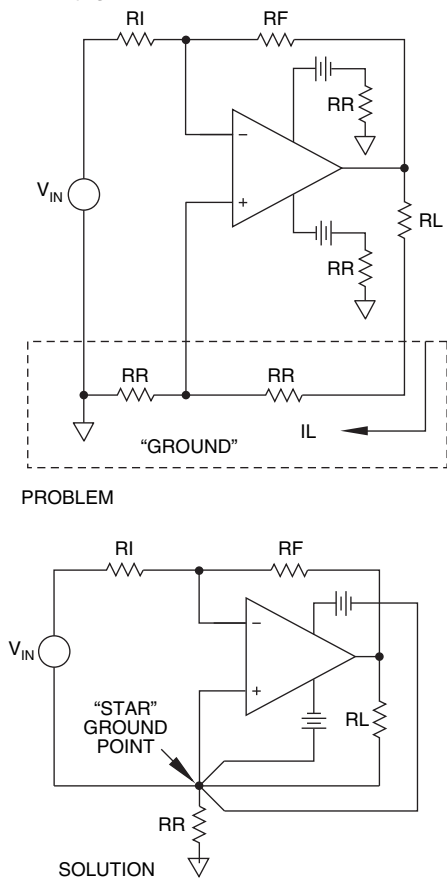 RI
RF
RR
V_IN
−
+
RL
RR
RR
RR
"GROUND"
IL
PROBLEM
RI
RF
V_IN
−
+
"STAR"
GROUND
POINT
RL
RR
SOLUTION